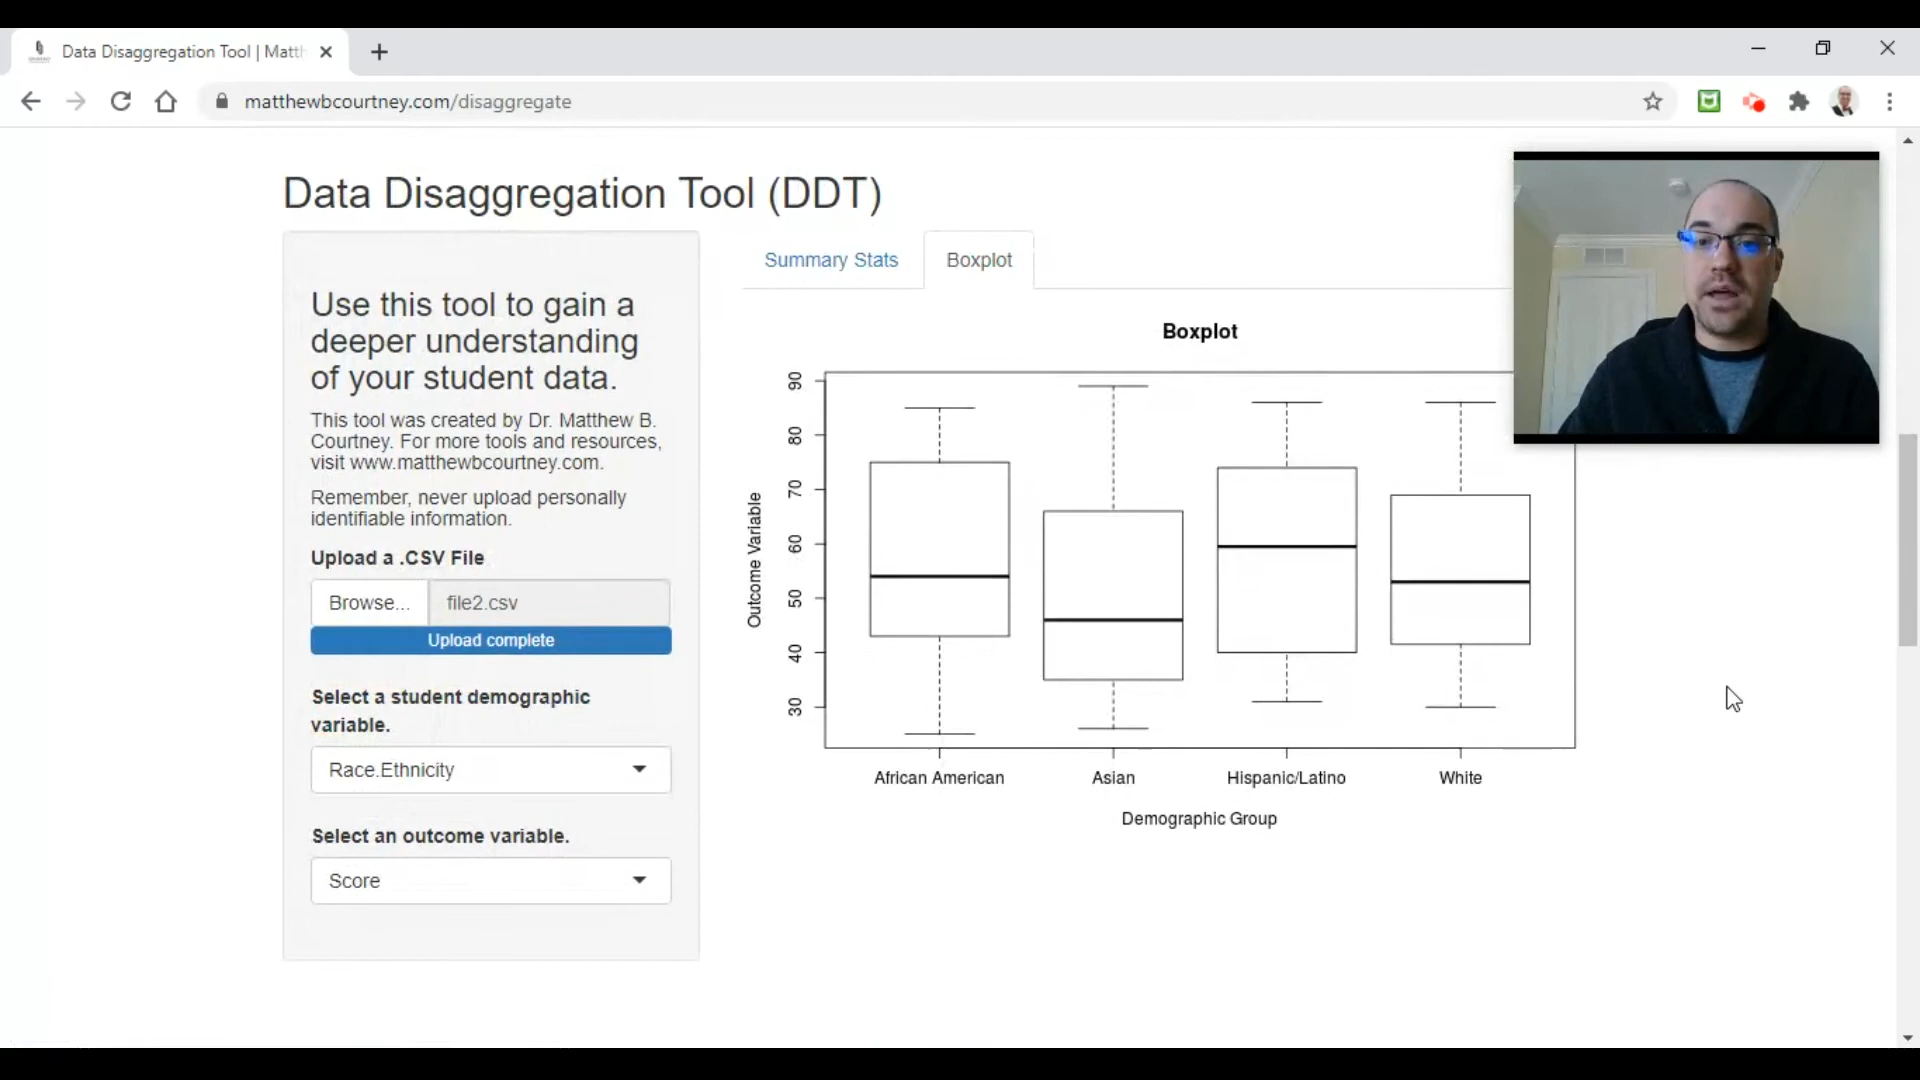 Data Disaggregation Tool | Matth
matthewbcourtney.com/disaggregate
Data Disaggregation Tool (DDT)
Use this tool to gain a
deeper understanding
of your student data.
This tool was created by Dr. Matthew B.
Courtney. For more tools and resources,
visit www.matthewbcourtney.com.
Remember, never upload personally
identifiable information.
Upload a .CSV File
Browse... file2.csv
Upload complete
Select a student demographic
variable.
Race.Ethnicity
Select an outcome variable.
Score
Summary Stats Boxplot
Boxplot
Outcome Variable
90
80
70
60
50
40
30
African American Asian Hispanic/Latino White
Demographic Group